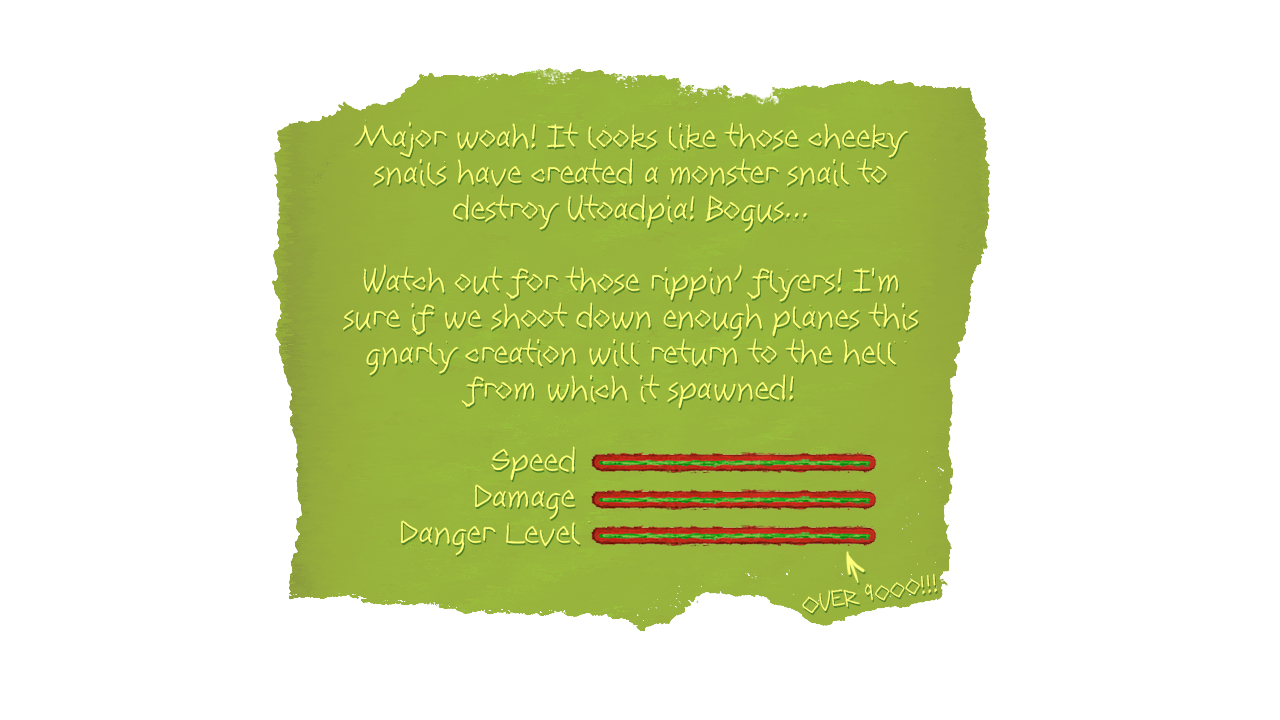 Major woah! It looks like those cheeky
snails have created a monster snail to
destroy Utoadpia! Bogus...
Watch out for those rippin' flyers! I'm
sure if we shoot down enough planes this
gnarly creation will return to the hell
from which it spawned!
Speed
Damage
Danger Level
OVER 9000!!!